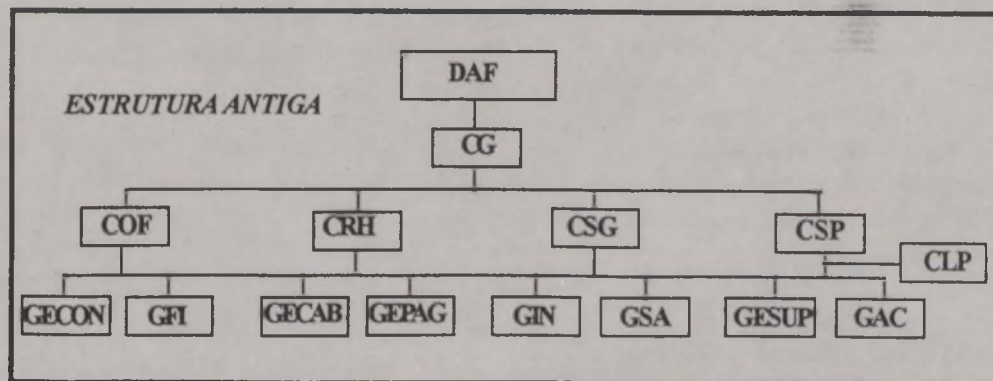 DAF
ESTRUTURA ANTIGA
CG
COF CRH CSG CSP
CLP
GECON GFI GECAB GEPAG GIN GSA GESUP GAC